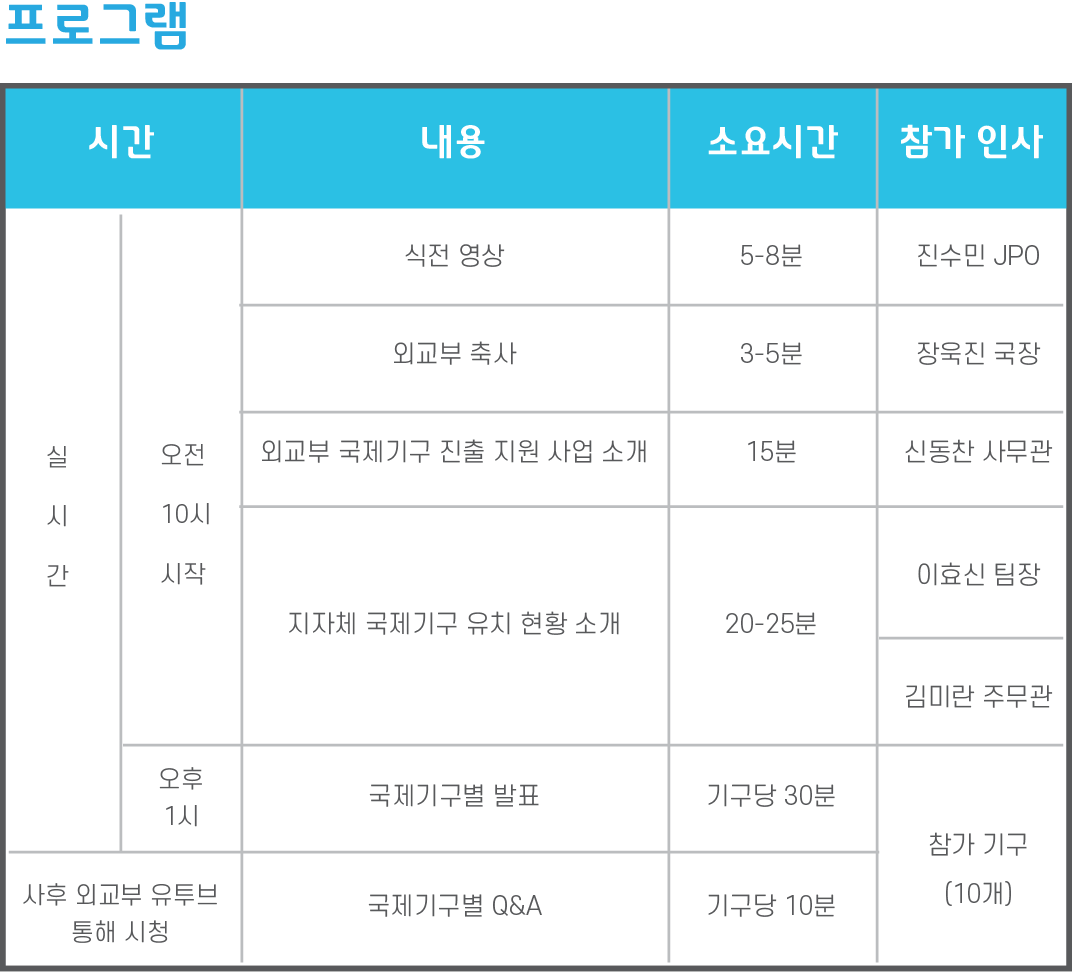 프로그램
시간 내용 소요시간 참가 인사
식전 영상 5-8분 진수민 JPO
외교부 축사 3-5분 장욱진 국장
실
시
간
오전
10시
시작
외교부 국제기구 진출 지원 사업 소개 15분 신동찬 사무관
지자체 국제기구 유치 현황 소개 20-25분
이효신 팀장
김미란 주무관
오후
1시
국제기구별 발표 기구당 30분
참가 기구
(10개)
사후 외교부 유투브
통해 시청
국제기구별 Q&A 기구당 10분